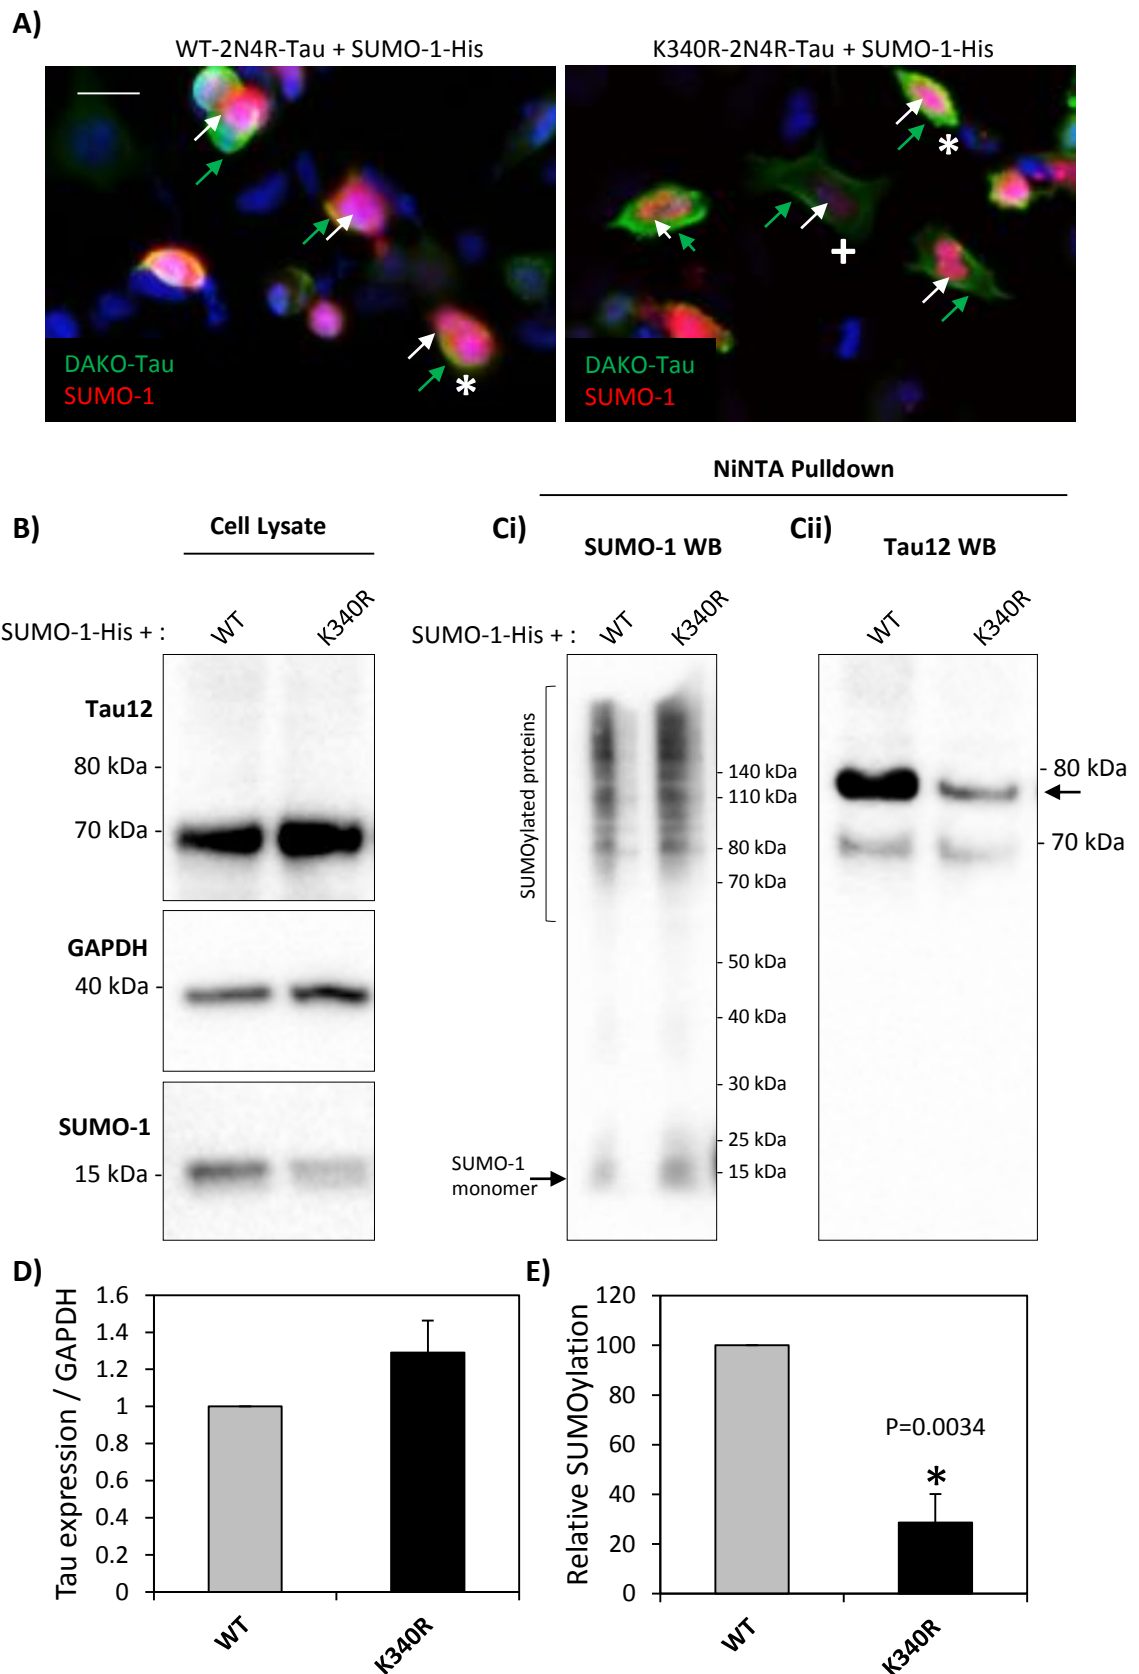 A)
WT-2N4R-Tau + SUMO-1-His
K340R-2N4R-Tau + SUMO-1-His
*
*
+
DAKO-Tau
SUMO-1
DAKO-Tau
SUMO-1
NiNTA Pulldown
B)
Cell Lysate
Ci)
SUMO-1 WB
Cii)
Tau12 WB
SUMO-1-His + :
WT
K340R
SUMO-1-His + :
WT
K340R
WT
K340R
Tau12
80 kDa -
70 kDa -
GAPDH
40 kDa -
SUMO-1
15 kDa -
SUMOylated proteins
- 140 kDa
- 110 kDa
- 80 kDa
- 70 kDa
- 50 kDa
- 40 kDa
- 30 kDa
- 25 kDa
- 15 kDa
SUMO-1
monomer
- 80 kDa
- 70 kDa
D)
Tau expression / GAPDH
1.6
1.4
1.2
1
0.8
0.6
0.4
0.2
0
WT
K340R
E)
Relative SUMOylation
120
100
80
60
40
20
0
P=0.0034
*
WT
K340R